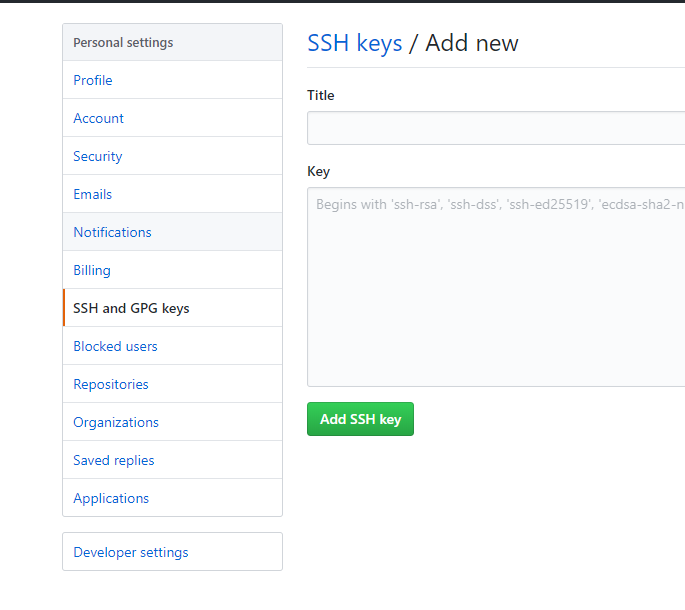 Personal settings
Profile
Account
Security
Emails
Notifications
Billing
SSH and GPG keys
Blocked users
Repositories
Organizations
Saved replies
Applications
Developer settings
SSH keys / Add new
Title
Key
Begins with 'ssh-rsa', 'ssh-dss', 'ssh-ed25519', 'ecdsa-sha2-n
Add SSH key